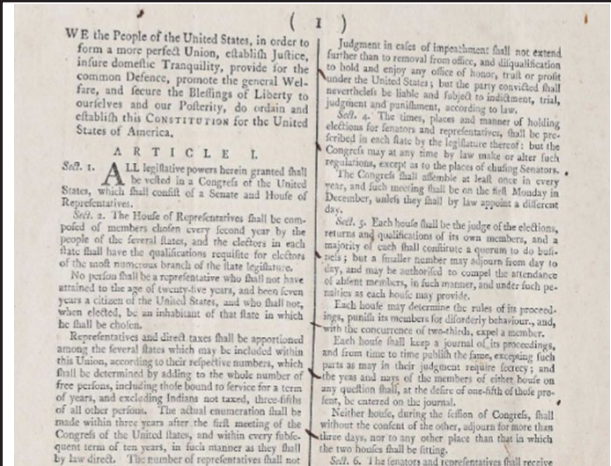 ( 1 )
WE the People of the United States, in order to
form a more perfect Union, establish Justice,
insure domestic Tranquility, provide for the
common Defence, promote the general Wel-
fare, and secure the Blessings of Liberty to
ourselves and our Posterity, do ordain and
establish this CONSTITUTION for the United
States of America.
ARTICLE I.
Sect. 1. ALL legislative powers herein granted shall
be vested in a Congress of the United
States, which shall consist of a Senate and House of
Representatives.
Sect. 2. The House of Representatives shall be com-
posed of members chosen every second year by the
people of the several states, and the electors in each
state shall have the qualifications requisite for electors
of the most numerous branch of the state legislature.
No person shall be a representative who shall not have
attained to the age of twenty-five years, and been seven
years a citizen of the United States, and who shall not,
when elected, be an inhabitant of that state in which
he shall be chosen.
Representatives and direct taxes shall be apportioned
among the several states which may be included within
this Union, according to their respective numbers, which
shall be determined by adding to the whole number of
free persons, including those bound to service for a term
of years, and excluding Indians not taxed, three-fifths
of all other persons. The actual enumeration shall be
made within three years after the first meeting of the
Congress of the United states, and within every subse-
quent term of ten years, in such manner as they shall
by law direct. The number of representatives shall not
Judgment in cases of impeachment shall not extend
further than to removal from office, and disqualification
to hold and enjoy any office of honor, trust or profit
under the United States; but the party convicted shall
nevertheless be liable and subject to indictment, trial,
judgment and punishment, according to law.
Sect. 4. The times, places and manner of holding
elections for senators and representatives, shall be pre-
scribed in each state by the legislature thereof: but the
Congress may at any time by law make or alter such
regulations, except as to the places of chusing Senators.
The Congress shall assemble at least once in every
year, and such meeting shall be on the first Monday in
December, unless they shall by law appoint a different
day.
Sect. 5. Each house shall be the judge of the elections,
returns and qualifications of its own members, and a
majority of each shall constitute a quorum to do busi-
ness; but a smaller number may adjourn from day to
day, and may be authorised to compel the attendance
of absent members, in such manner, and under such pe-
nalties as each house may provide.
Each house may determine the rules of its proceed-
ings, punish its members for disorderly behaviour, and,
with the concurrence of two-thirds, expel a member.
Each house shall keep a journal of its proceedings,
and from time to time publish the same, excepting such
parts as may in their judgment require secrecy; and
the yeas and nays of the members of either house on
any question shall, at the desire of one-fifth of those pre-
sent, be entered on the journal.
Neither house, during the session of Congress, shall
without the consent of the other, adjourn for more than
three days, nor to any other place than that in which
the two houses shall be sitting.
Sect. 6. The senators and representatives shall receive